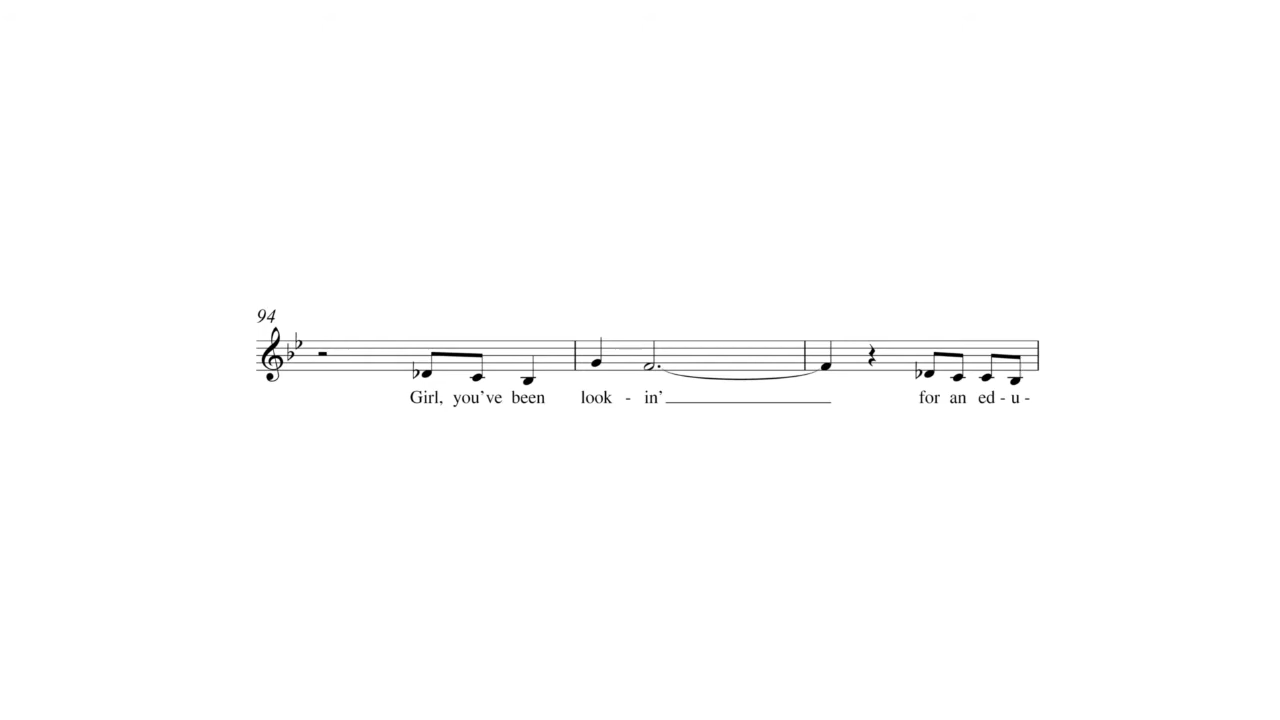 94
Girl, you’ve been look - in’ for an ed - u -